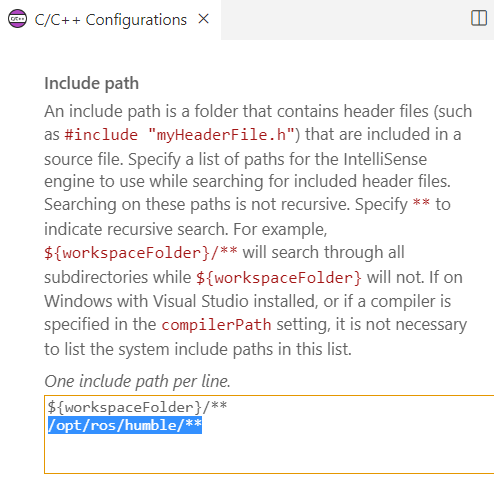 C/C++ Configurations
Include path
An include path is a folder that contains header files (such
as #include "myHeaderFile.h") that are included in a
source file. Specify a list of paths for the IntelliSense
engine to use while searching for included header files.
Searching on these paths is not recursive. Specify ** to
indicate recursive search. For example,
${workspaceFolder}/** will search through all
subdirectories while ${workspaceFolder} will not. If on
Windows with Visual Studio installed, or if a compiler is
specified in the compilerPath setting, it is not necessary
to list the system include paths in this list.
One include path per line.
${workspaceFolder}/**
/opt/ros/humble/**